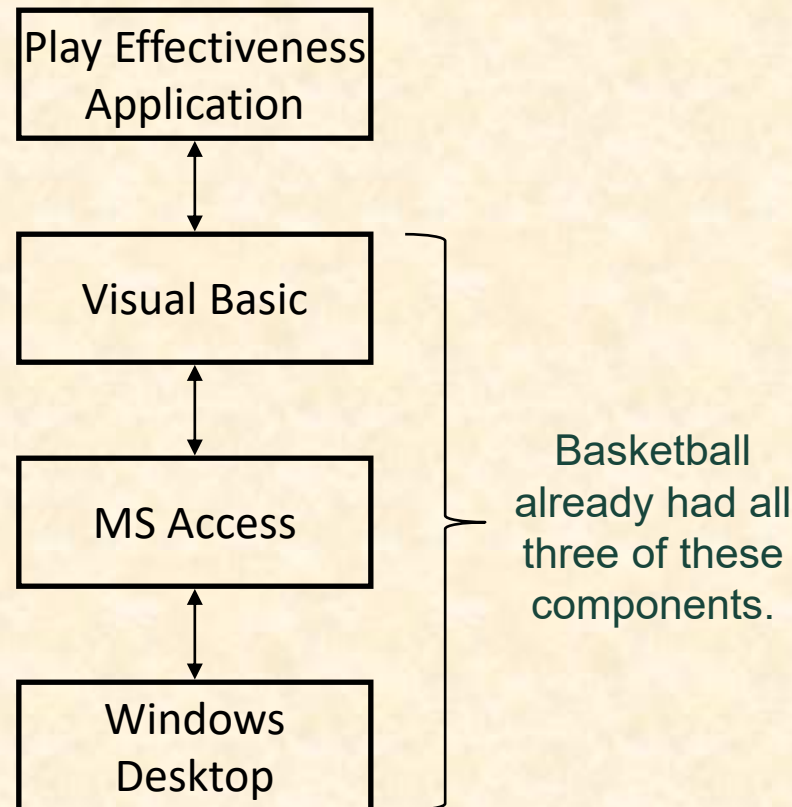 Play Effectiveness
Application
Visual Basic
MS Access
Basketball
already had all
three of these
components.
Windows
Desktop